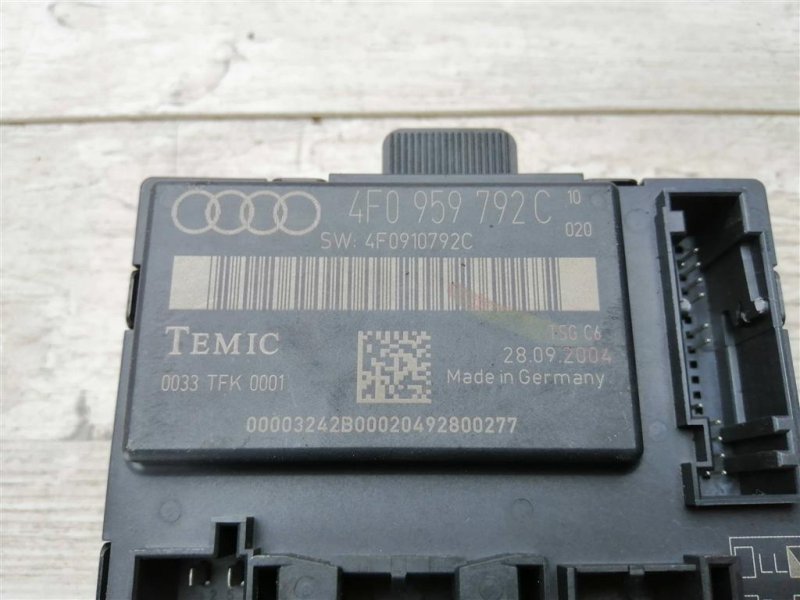 4F0 959 792 C 10
020
SW: 4F0910792C
TEMIC
TSG C6
28.09.2004
0033 TFK 0001
Made in Germany
00003242B00020492800277